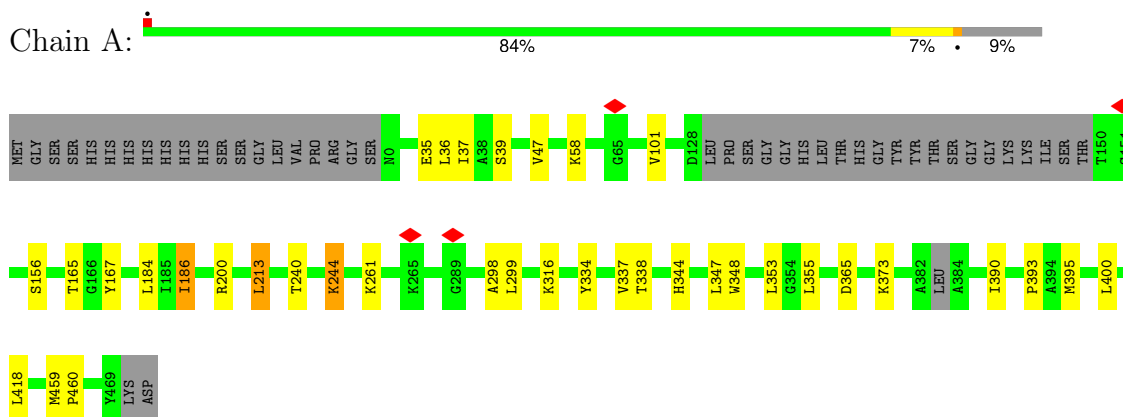 Chain A: •
84% 7% • 9%
MET GLY SER SER HIS HIS HIS HIS HIS HIS HIS HIS SER SER GLY LEU VAL PRO ARG GLY SER N0 E35 L36 I37 A38 S39 V47 K58 G65 V101 D128 LEU PRO SER GLY GLY HIS LEU THR HIS GLY TYR TYR THR SER GLY GLY LYS LYS ILE SER THR T150
S156 T165 G166 Y167 L184 I185 I186 R200 L213 T240 K244 K261 K265 G289 A298 L299 K316 Y334 V337 T338 H344 L347 W348 L353 G354 L355 D365 K373 A382 LEU A384 I390 P393 A394 M395 L400
L418 M459 P460 Y469 LYS ASP